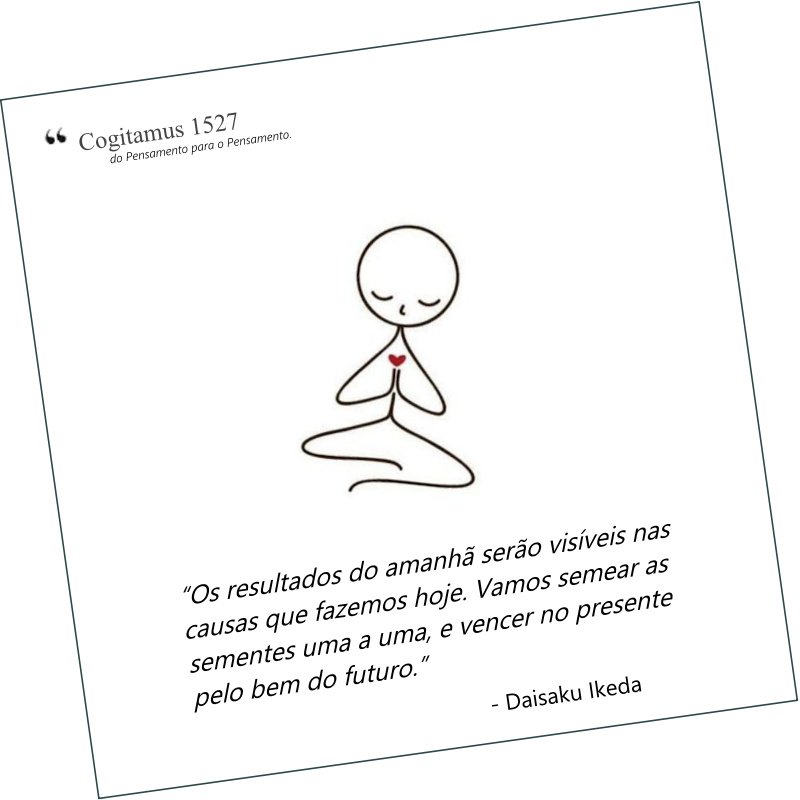 ❝ Cogitamus 1527
do Pensamento para o Pensamento.
“Os resultados do amanhã serão visíveis nas
causas que fazemos hoje. Vamos semear as
sementes uma a uma, e vencer no presente
pelo bem do futuro.”
- Daisaku Ikeda